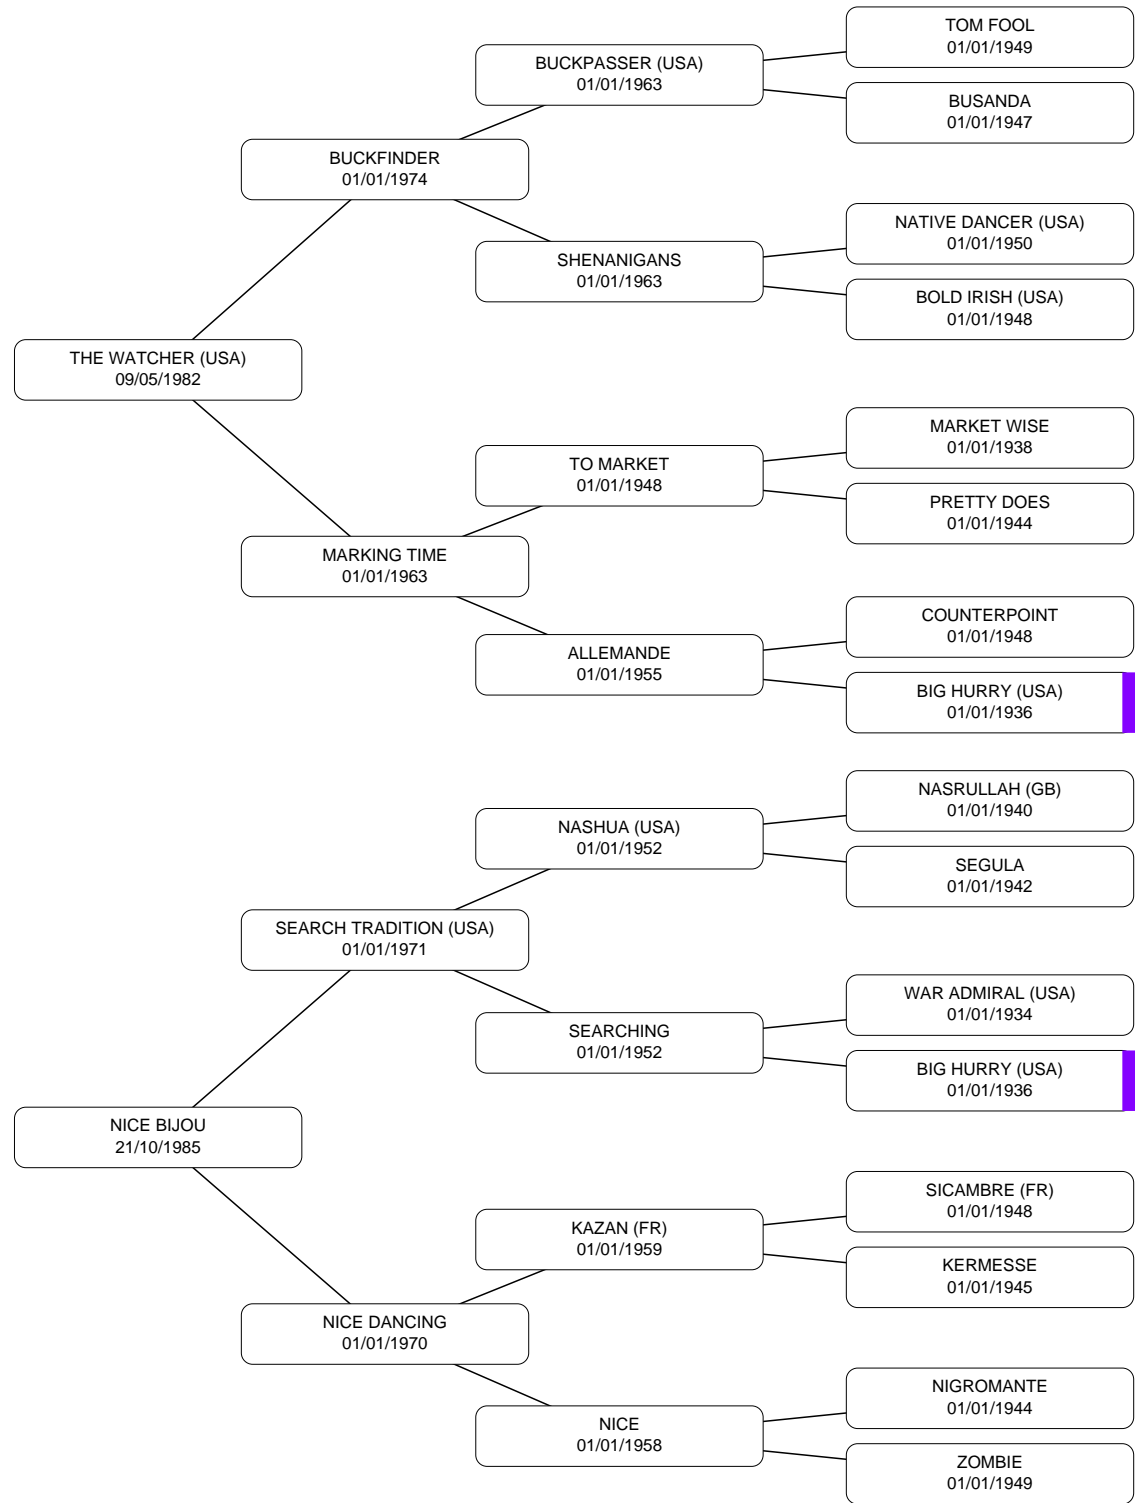 TOM FOOL
01/01/1949
BUCKPASSER (USA)
01/01/1963
BUSANDA
01/01/1947
BUCKFINDER
01/01/1974
NATIVE DANCER (USA)
01/01/1950
SHENANIGANS
01/01/1963
BOLD IRISH (USA)
01/01/1948
THE WATCHER (USA)
09/05/1982
MARKET WISE
01/01/1938
TO MARKET
01/01/1948
PRETTY DOES
01/01/1944
MARKING TIME
01/01/1963
COUNTERPOINT
01/01/1948
ALLEMANDE
01/01/1955
BIG HURRY (USA)
01/01/1936
NASRULLAH (GB)
01/01/1940
NASHUA (USA)
01/01/1952
SEGULA
01/01/1942
SEARCH TRADITION (USA)
01/01/1971
WAR ADMIRAL (USA)
01/01/1934
SEARCHING
01/01/1952
BIG HURRY (USA)
01/01/1936
NICE BIJOU
21/10/1985
SICAMBRE (FR)
01/01/1948
KAZAN (FR)
01/01/1959
KERMESSE
01/01/1945
NICE DANCING
01/01/1970
NIGROMANTE
01/01/1944
NICE
01/01/1958
ZOMBIE
01/01/1949